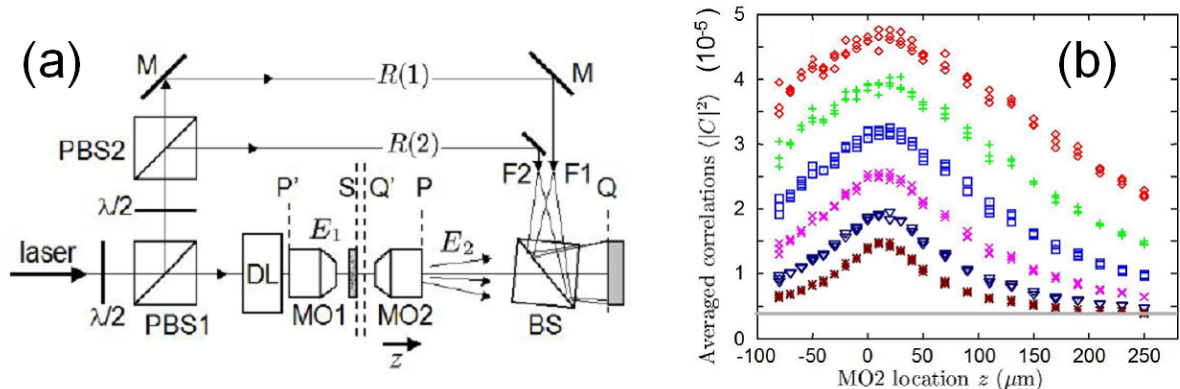 (a)
M
R(1)
M
PBS2
R(2)
F2
F1
P'
S
Q'
P
Q
λ/2
E₁
E₂
laser
DL
λ/2
PBS1
MO1
MO2
BS
z
(b)
Averaged correlations ⟨|C|²⟩ (10⁻⁵)
5
4
3
2
1
0
-100 -50 0 50 100 150 200 250 300
MO2 location z (μm)